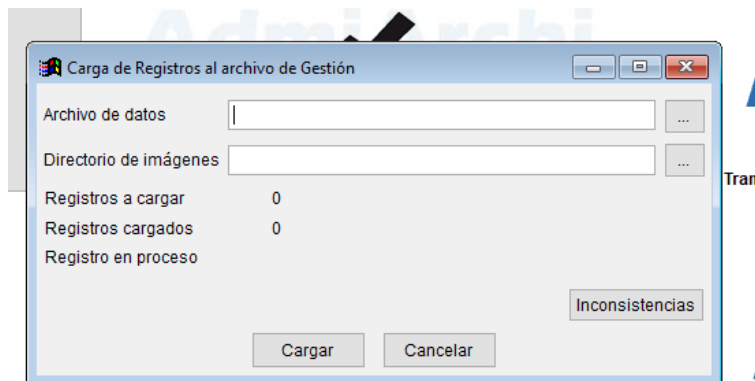 AdmiArchi
Carga de Registros al archivo de Gestión
Archivo de datos
...
Directorio de imágenes
...
Registros a cargar 0
Registros cargados 0
Registro en proceso
Inconsistencias
Cargar Cancelar